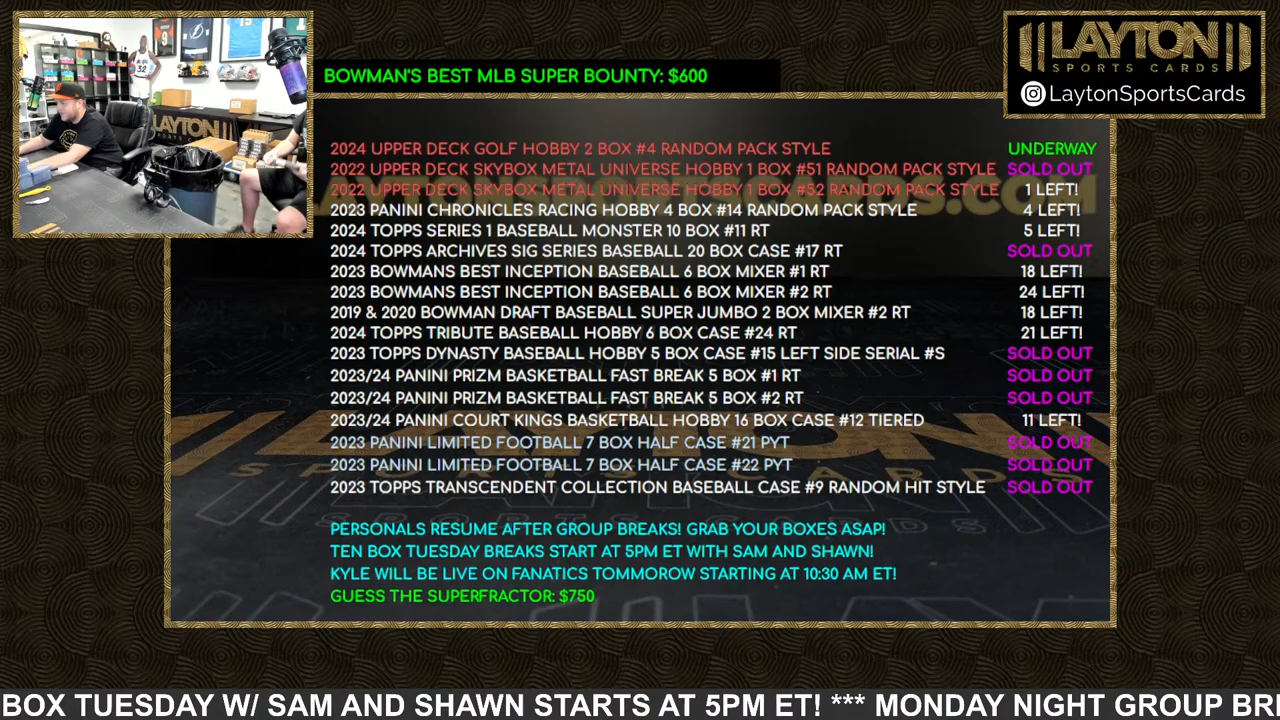 BOWMAN'S BEST MLB SUPER BOUNTY: $600
LAYTON
SPORTS CARDS
LaytonSportsCards
LAYTON
32
2024 UPPER DECK GOLF HOBBY 2 BOX #4 RANDOM PACK STYLE UNDERWAY
2022 UPPER DECK SKYBOX METAL UNIVERSE HOBBY 1 BOX #51 RANDOM PACK STYLE SOLD OUT
2022 UPPER DECK SKYBOX METAL UNIVERSE HOBBY 1 BOX #52 RANDOM PACK STYLE 1 LEFT!
2023 PANINI CHRONICLES RACING HOBBY 4 BOX #14 RANDOM PACK STYLE 4 LEFT!
2024 TOPPS SERIES 1 BASEBALL MONSTER 10 BOX #11 RT 5 LEFT!
2024 TOPPS ARCHIVES SIG SERIES BASEBALL 20 BOX CASE #17 RT SOLD OUT
2023 BOWMANS BEST INCEPTION BASEBALL 6 BOX MIXER #1 RT 18 LEFT!
2023 BOWMANS BEST INCEPTION BASEBALL 6 BOX MIXER #2 RT 24 LEFT!
2019 & 2020 BOWMAN DRAFT BASEBALL SUPER JUMBO 2 BOX MIXER #2 RT 18 LEFT!
2024 TOPPS TRIBUTE BASEBALL HOBBY 6 BOX CASE #24 RT 21 LEFT!
2023 TOPPS DYNASTY BASEBALL HOBBY 5 BOX CASE #15 LEFT SIDE SERIAL #S SOLD OUT
2023/24 PANINI PRIZM BASKETBALL FAST BREAK 5 BOX #1 RT SOLD OUT
2023/24 PANINI PRIZM BASKETBALL FAST BREAK 5 BOX #2 RT SOLD OUT
2023/24 PANINI COURT KINGS BASKETBALL HOBBY 16 BOX CASE #12 TIERED 11 LEFT!
2023 PANINI LIMITED FOOTBALL 7 BOX HALF CASE #21 PYT SOLD OUT
2023 PANINI LIMITED FOOTBALL 7 BOX HALF CASE #22 PYT SOLD OUT
2023 TOPPS TRANSCENDENT COLLECTION BASEBALL CASE #9 RANDOM HIT STYLE SOLD OUT
PERSONALS RESUME AFTER GROUP BREAKS! GRAB YOUR BOXES ASAP!
TEN BOX TUESDAY BREAKS START AT 5PM ET WITH SAM AND SHAWN!
KYLE WILL BE LIVE ON FANATICS TOMMOROW STARTING AT 10:30 AM ET!
GUESS THE SUPERFRACTOR: $750
BOX TUESDAY W/ SAM AND SHAWN STARTS AT 5PM ET! *** MONDAY NIGHT GROUP BR